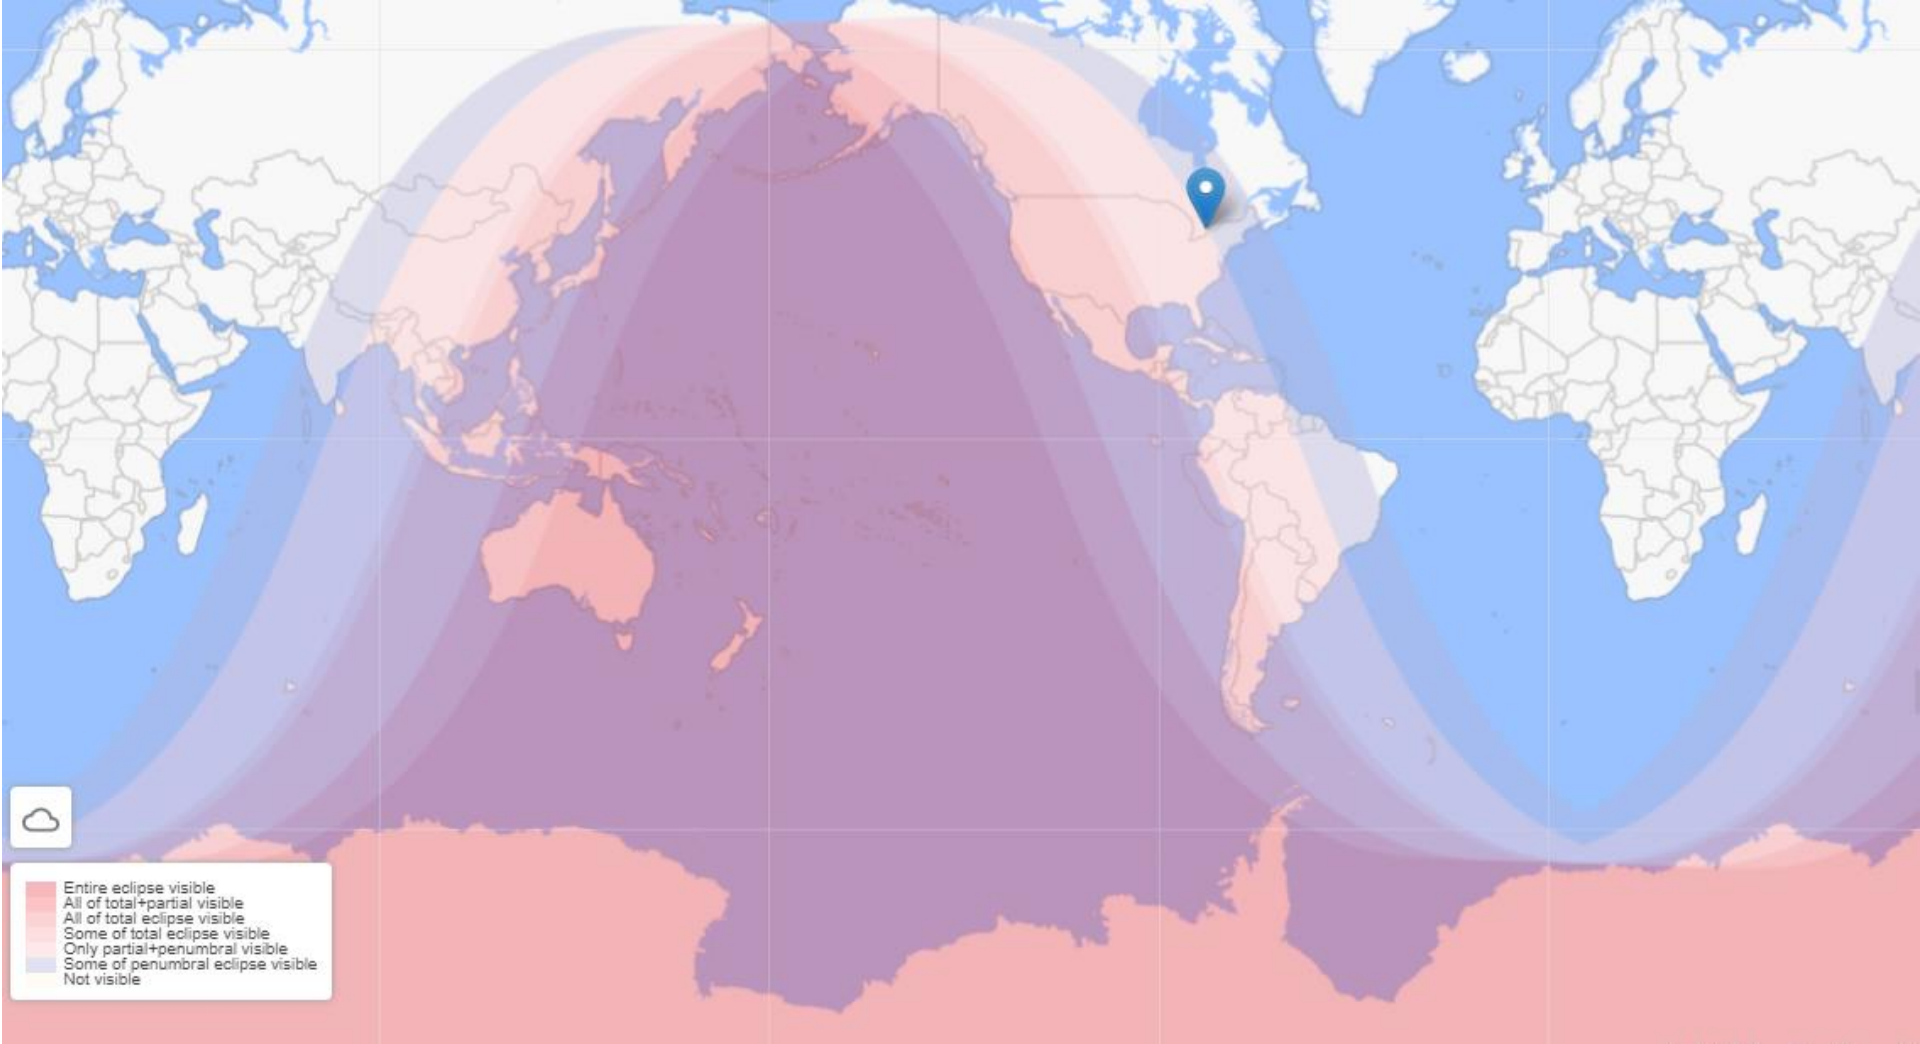 Entire eclipse visible
All of total+partial visible
All of total eclipse visible
Some of total eclipse visible
Only partial+penumbral visible
Some of penumbral eclipse visible
Not visible